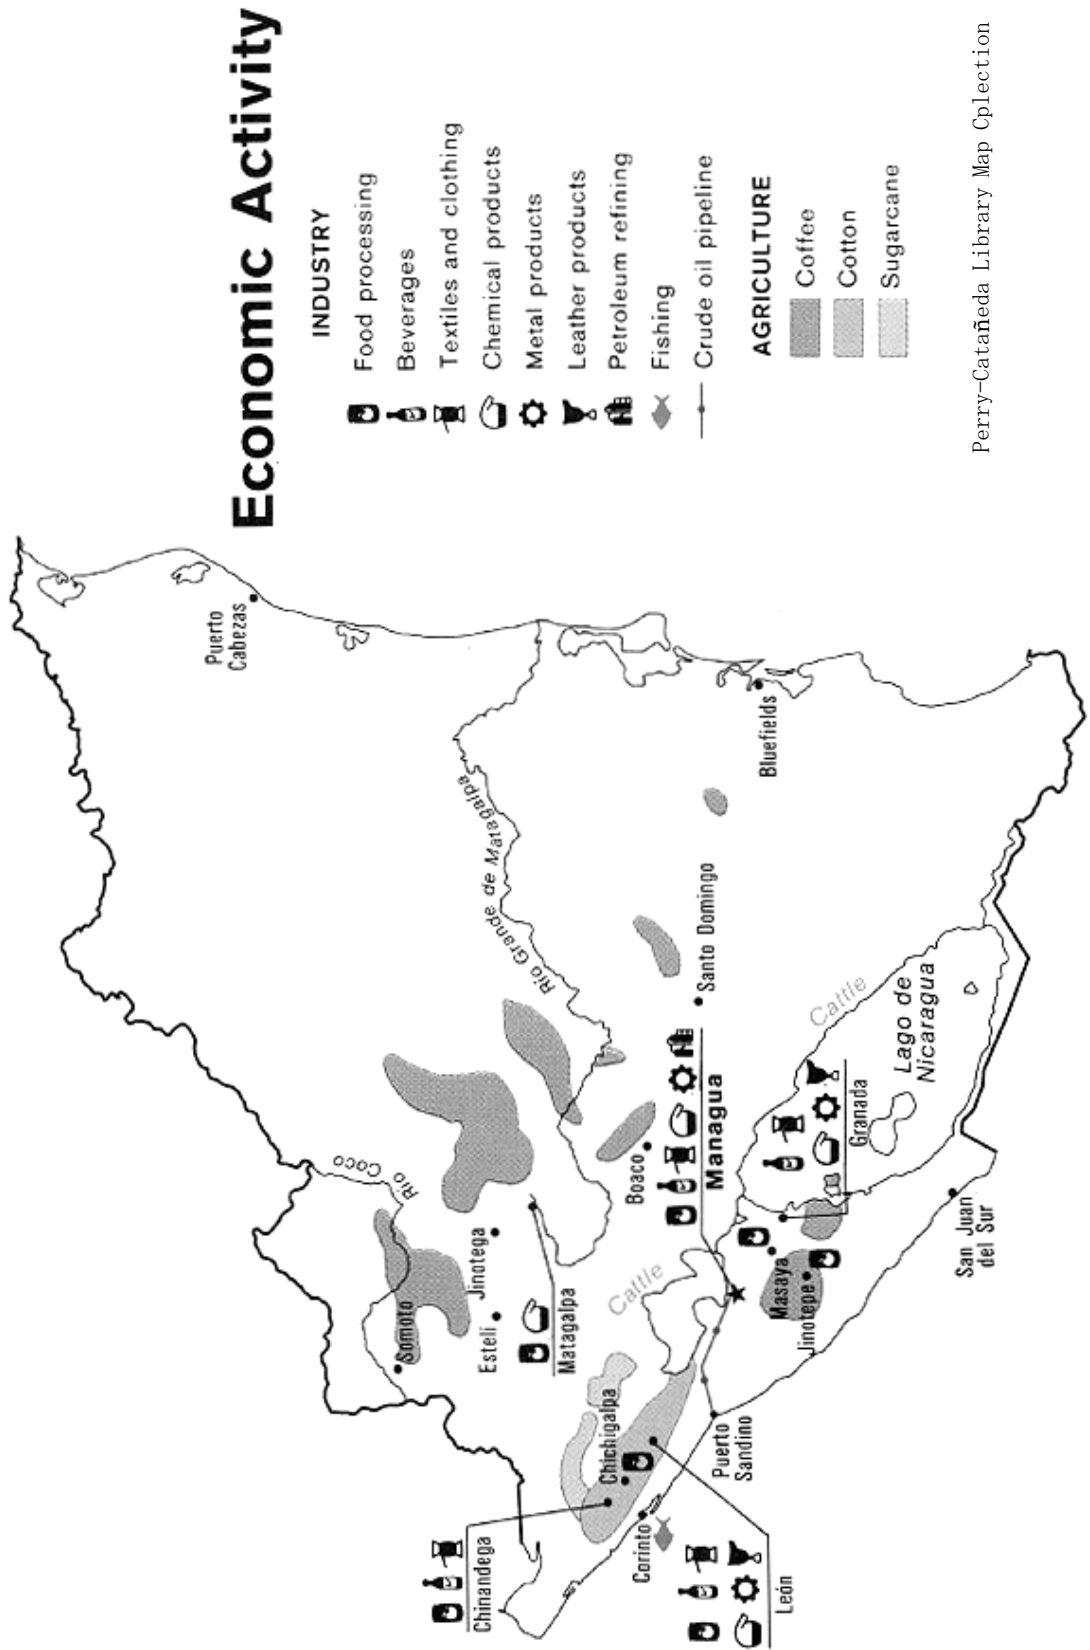 Economic Activity
INDUSTRY
Food processing
Beverages
Textiles and clothing
Chemical products
Metal products
Leather products
Petroleum refining
Fishing
Crude oil pipeline
AGRICULTURE
Coffee
Cotton
Sugarcane
Perry-Catañeda Library Map Cplection
Puerto
Cabezas
Río Coco
Somoto
Jinotega
Estelí
Río Grande de Matagalpa
Matagalpa
Chinandega
Chichigalpa
Corinto
León
Puerto
Sandino
Cattle
Boaco
Managua
Santo Domingo
Bluefields
Masaya
Jinotepe
Granada
Cattle
Lago de
Nicaragua
San Juan
del Sur